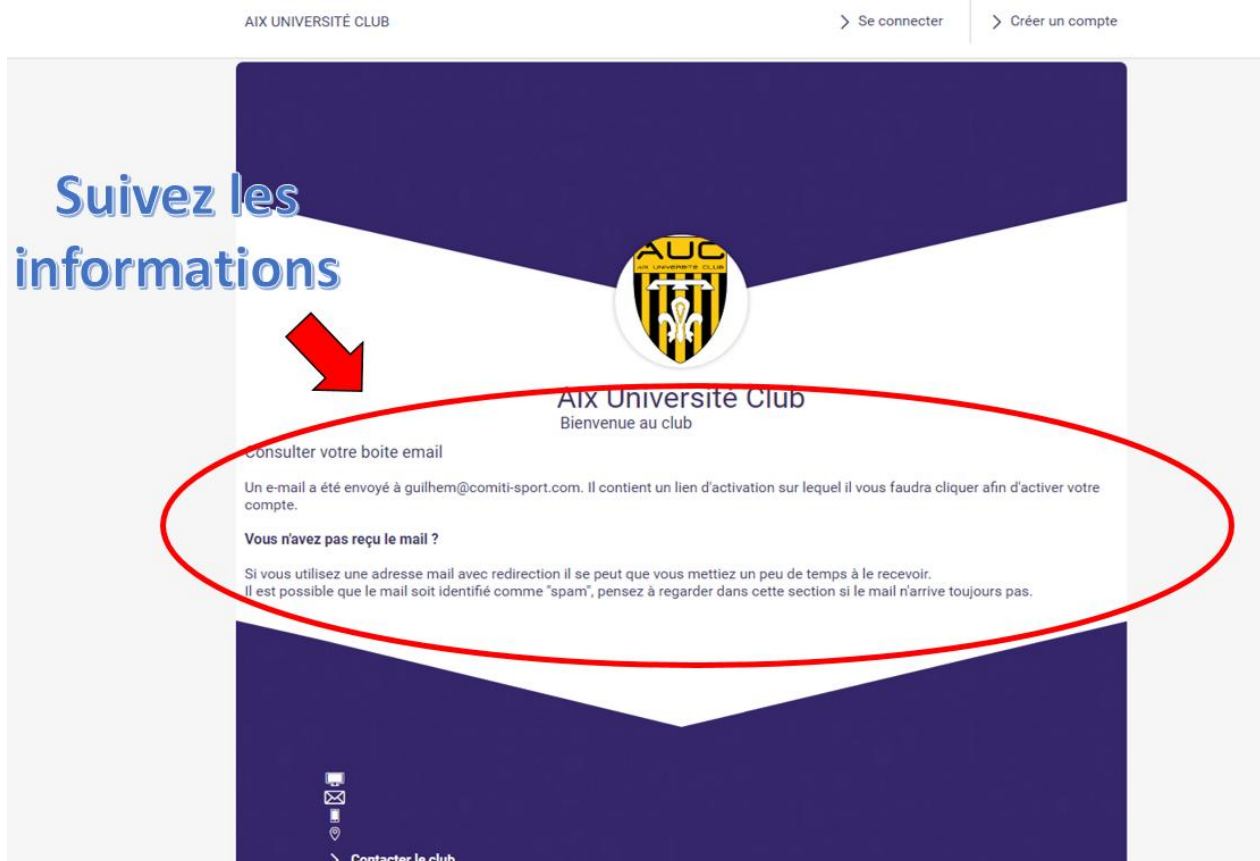 AIX UNIVERSITÉ CLUB
Se connecter
Créer un compte
Suivez les
informations
AUC
AIX UNIVERSITE CLUB
Aix Université Club
Bienvenue au club
Consulter votre boite email
Un e-mail a été envoyé à guilhem@comiti-sport.com. Il contient un lien d'activation sur lequel il vous faudra cliquer afin d'activer votre
compte.
Vous n'avez pas reçu le mail ?
Si vous utilisez une adresse mail avec redirection il se peut que vous mettiez un peu de temps à le recevoir.
Il est possible que le mail soit identifié comme "spam", pensez à regarder dans cette section si le mail n'arrive toujours pas.
Contacter le club